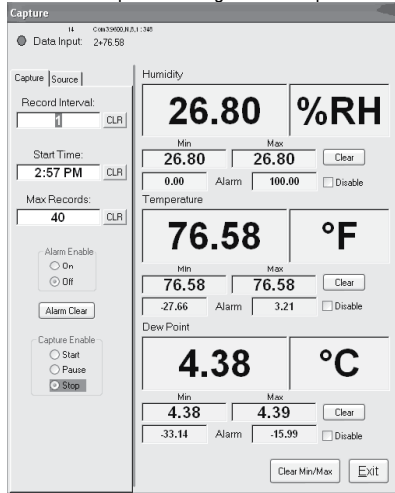 Capture
14 Com3:9600,N,8,1 :348
Data Input: 2+76.58
Capture Source
Record Interval:
1 CLR
Start Time:
2:57 PM CLR
Max Records:
40 CLR
Alarm Enable
On
Off
Alarm Clear
Capture Enable
Start
Pause
Stop
Humidity
26.80 %RH
Min Max
26.80 26.80 Clear
0.00 Alarm 100.00 Disable
Temperature
76.58 °F
Min Max
76.58 76.58 Clear
-27.66 Alarm 3.21 Disable
Dew Point
4.38 °C
Min Max
4.38 4.39 Clear
-33.14 Alarm -15.99 Disable
Clear Min/Max Exit